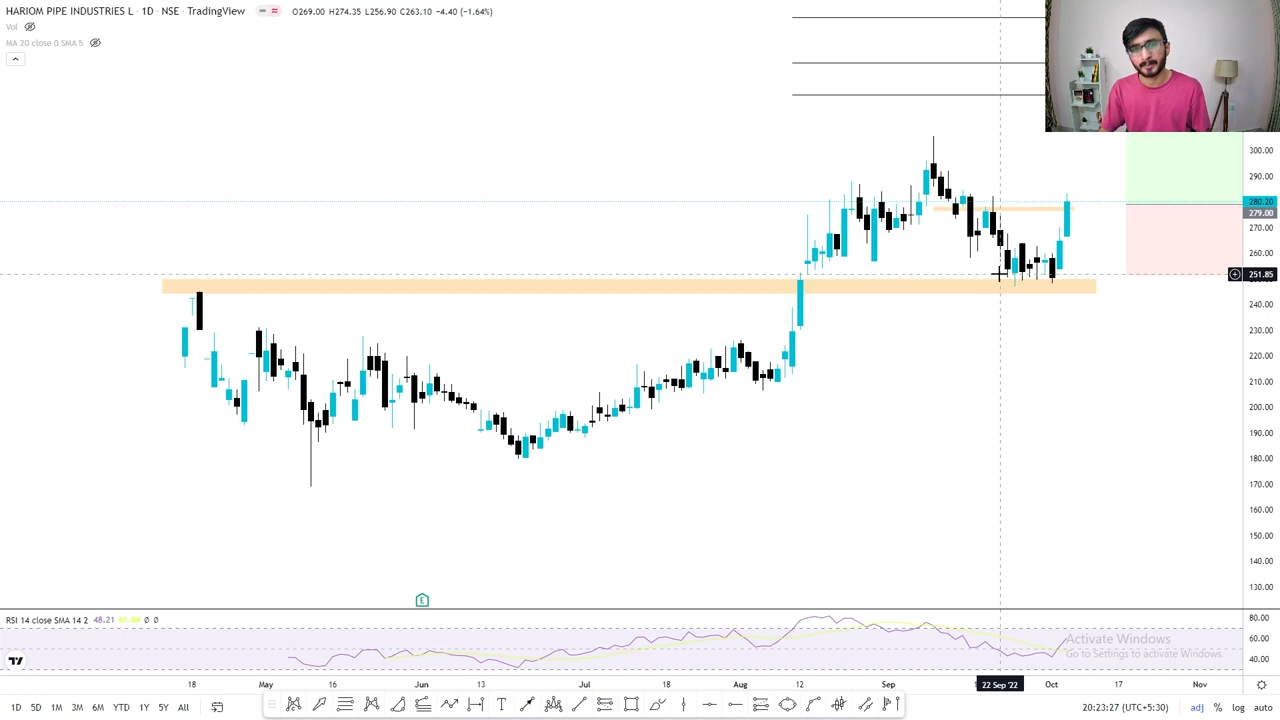 HARIOM PIPE INDUSTRIES L · 1D · NSE · TradingView O269.00 H274.35 L256.90 C263.10 −4.40 (−1.64%)
Vol
MA 20 close 0 SMA 5
300.00
290.00
280.20
279.00
270.00
260.00
251.85
240.00
230.00
220.00
210.00
200.00
190.00
180.00
170.00
160.00
150.00
140.00
130.00
E
RSI 14 close SMA 14 2 48.21 Ø Ø
80.00
60.00
40.00
Activate Windows
Go to Settings to activate Windows.
18 May 16 Jun 13 Jul 18 Aug 12 Sep 22 Sep '22 Oct 17 Nov
1D 5D 1M 3M 6M YTD 1Y 5Y All T 20:23:27 (UTC+5:30) adj % log auto